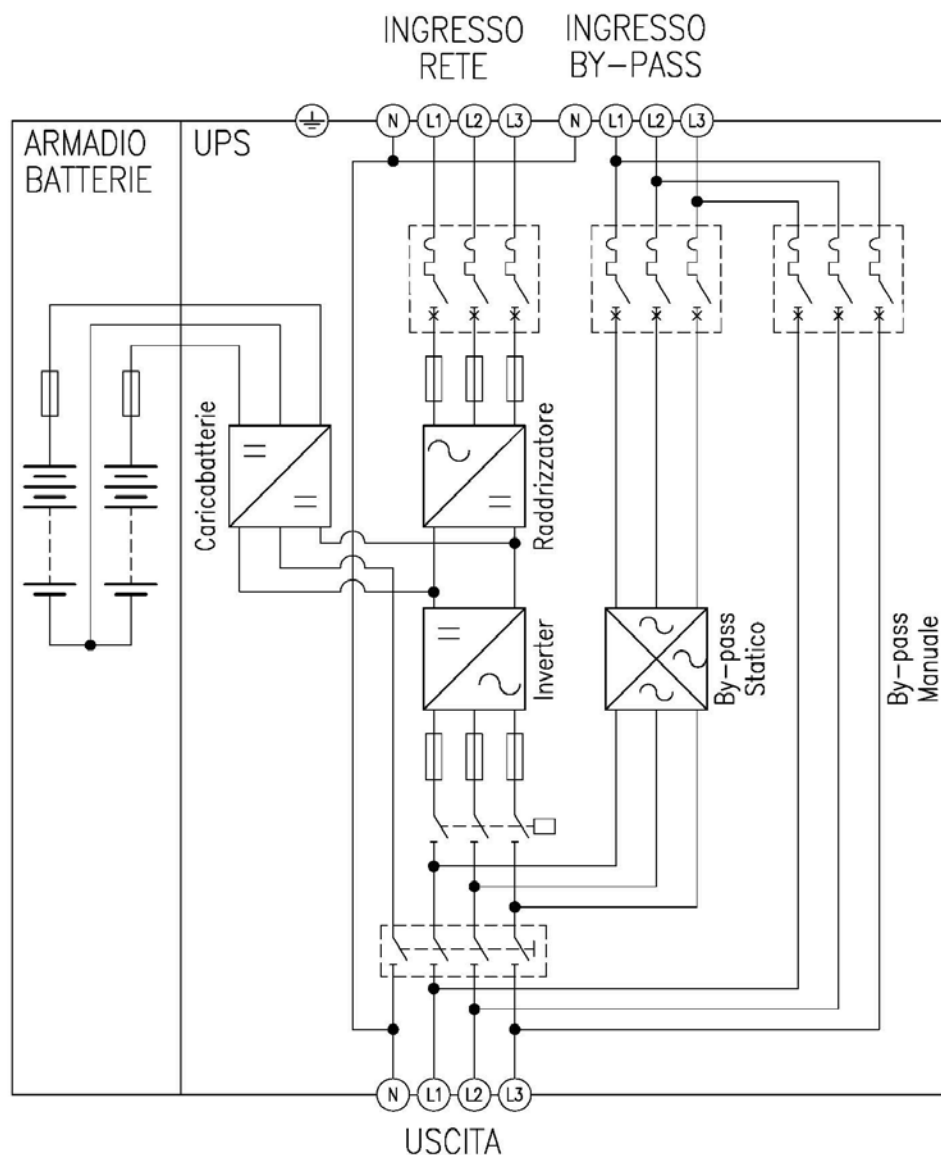 INGRESSO
RETE
INGRESSO
BY-PASS
N
L1
L2
L3
N
L1
L2
L3
ARMADIO
BATTERIE
UPS
Caricabatterie
Raddrizzatore
Inverter
By-pass
Statico
By-pass
Manuale
N
L1
L2
L3
USCITA